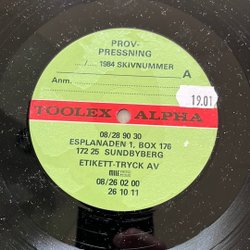 PROV-
PRESSNING
..../.... 1984 SKIVNUMMER
Anm. A
19.01
TOOLEX ALPHA
08/28 90 30
ESPLANADEN 1, BOX 176
172 25 SUNDBYBERG
ETIKETT-TRYCK AV
08/26 02 00
26 10 11